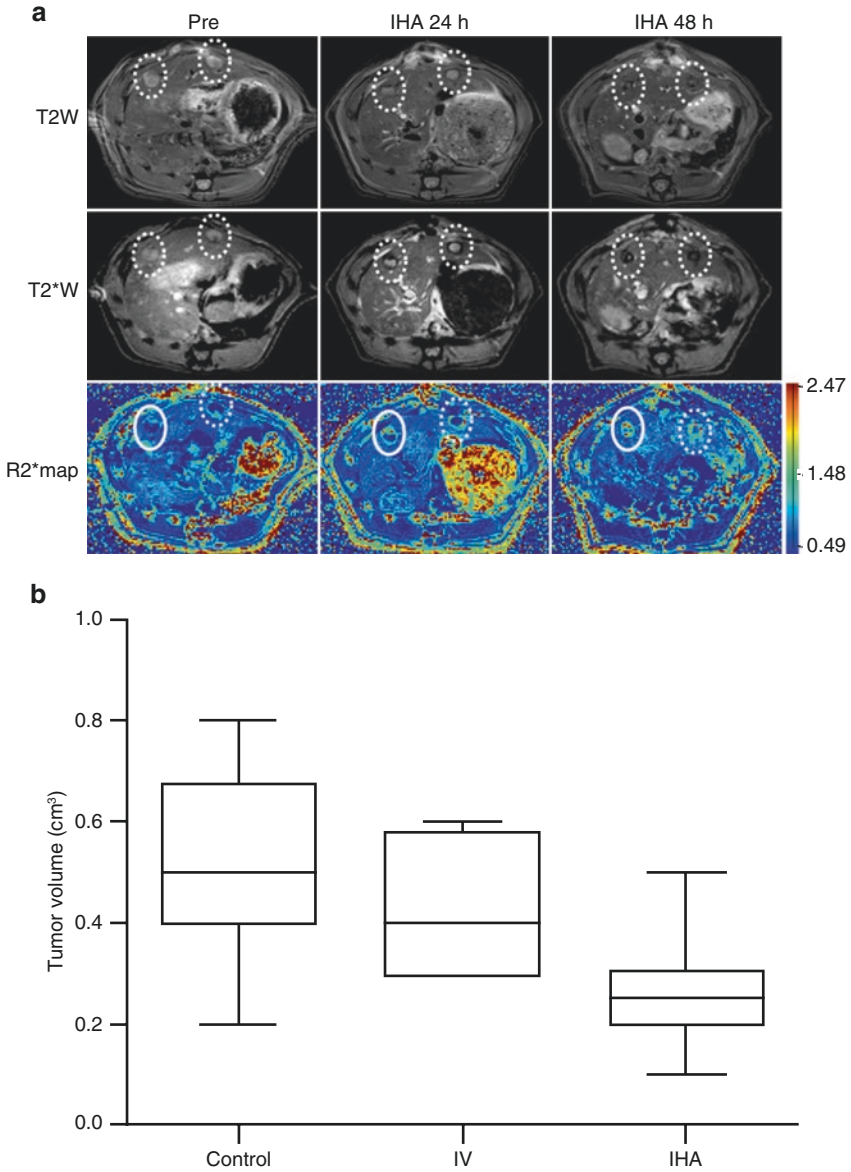 a
Pre IHA 24 h IHA 48 h
T2W
T2*W
R2*map
2.47
1.48
0.49
b
1.0
0.8
0.6
0.4
0.2
0.0
Tumor volume (cm³)
Control IV IHA